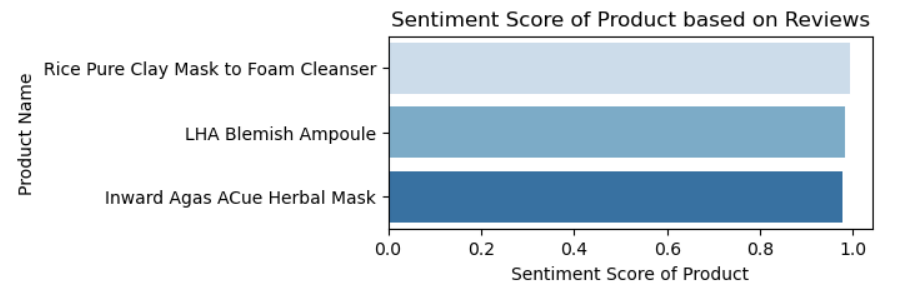 Sentiment Score of Product based on Reviews
Product Name
Rice Pure Clay Mask to Foam Cleanser
LHA Blemish Ampoule
Inward Agas ACue Herbal Mask
0.0 0.2 0.4 0.6 0.8 1.0
Sentiment Score of Product